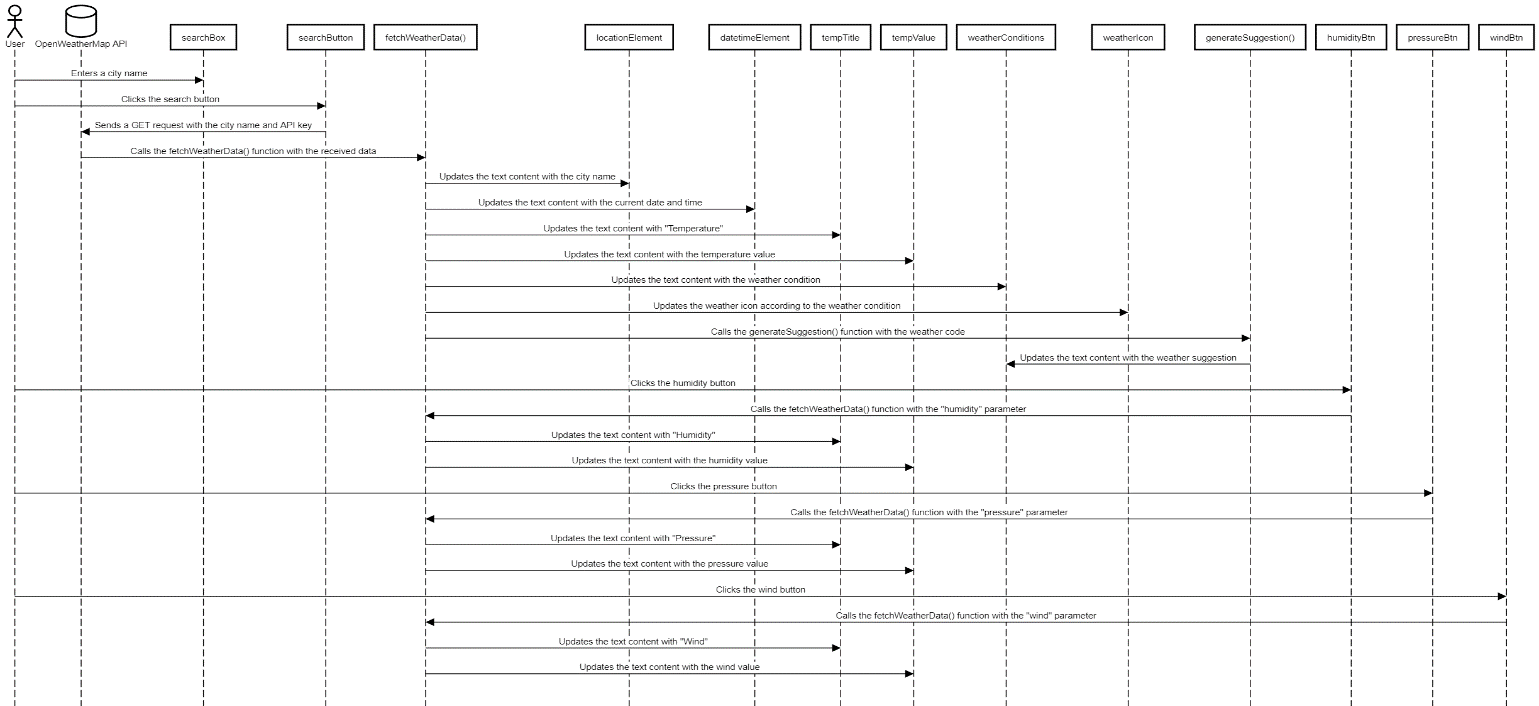 User
OpenWeatherMap API
searchBox
searchButton
fetchWeatherData()
locationElement
datetimeElement
tempTitle
tempValue
weatherConditions
weatherIcon
generateSuggestion()
humidityBtn
pressureBtn
windBtn
Enters a city name
Clicks the search button
Sends a GET request with the city name and API key
Calls the fetchWeatherData() function with the received data
Updates the text content with the city name
Updates the text content with the current date and time
Updates the text content with "Temperature"
Updates the text content with the temperature value
Updates the text content with the weather condition
Updates the weather icon according to the weather condition
Calls the generateSuggestion() function with the weather code
Updates the text content with the weather suggestion
Clicks the humidity button
Calls the fetchWeatherData() function with the "humidity" parameter
Updates the text content with "Humidity"
Updates the text content with the humidity value
Clicks the pressure button
Calls the fetchWeatherData() function with the "pressure" parameter
Updates the text content with "Pressure"
Updates the text content with the pressure value
Clicks the wind button
Calls the fetchWeatherData() function with the "wind" parameter
Updates the text content with "Wind"
Updates the text content with the wind value